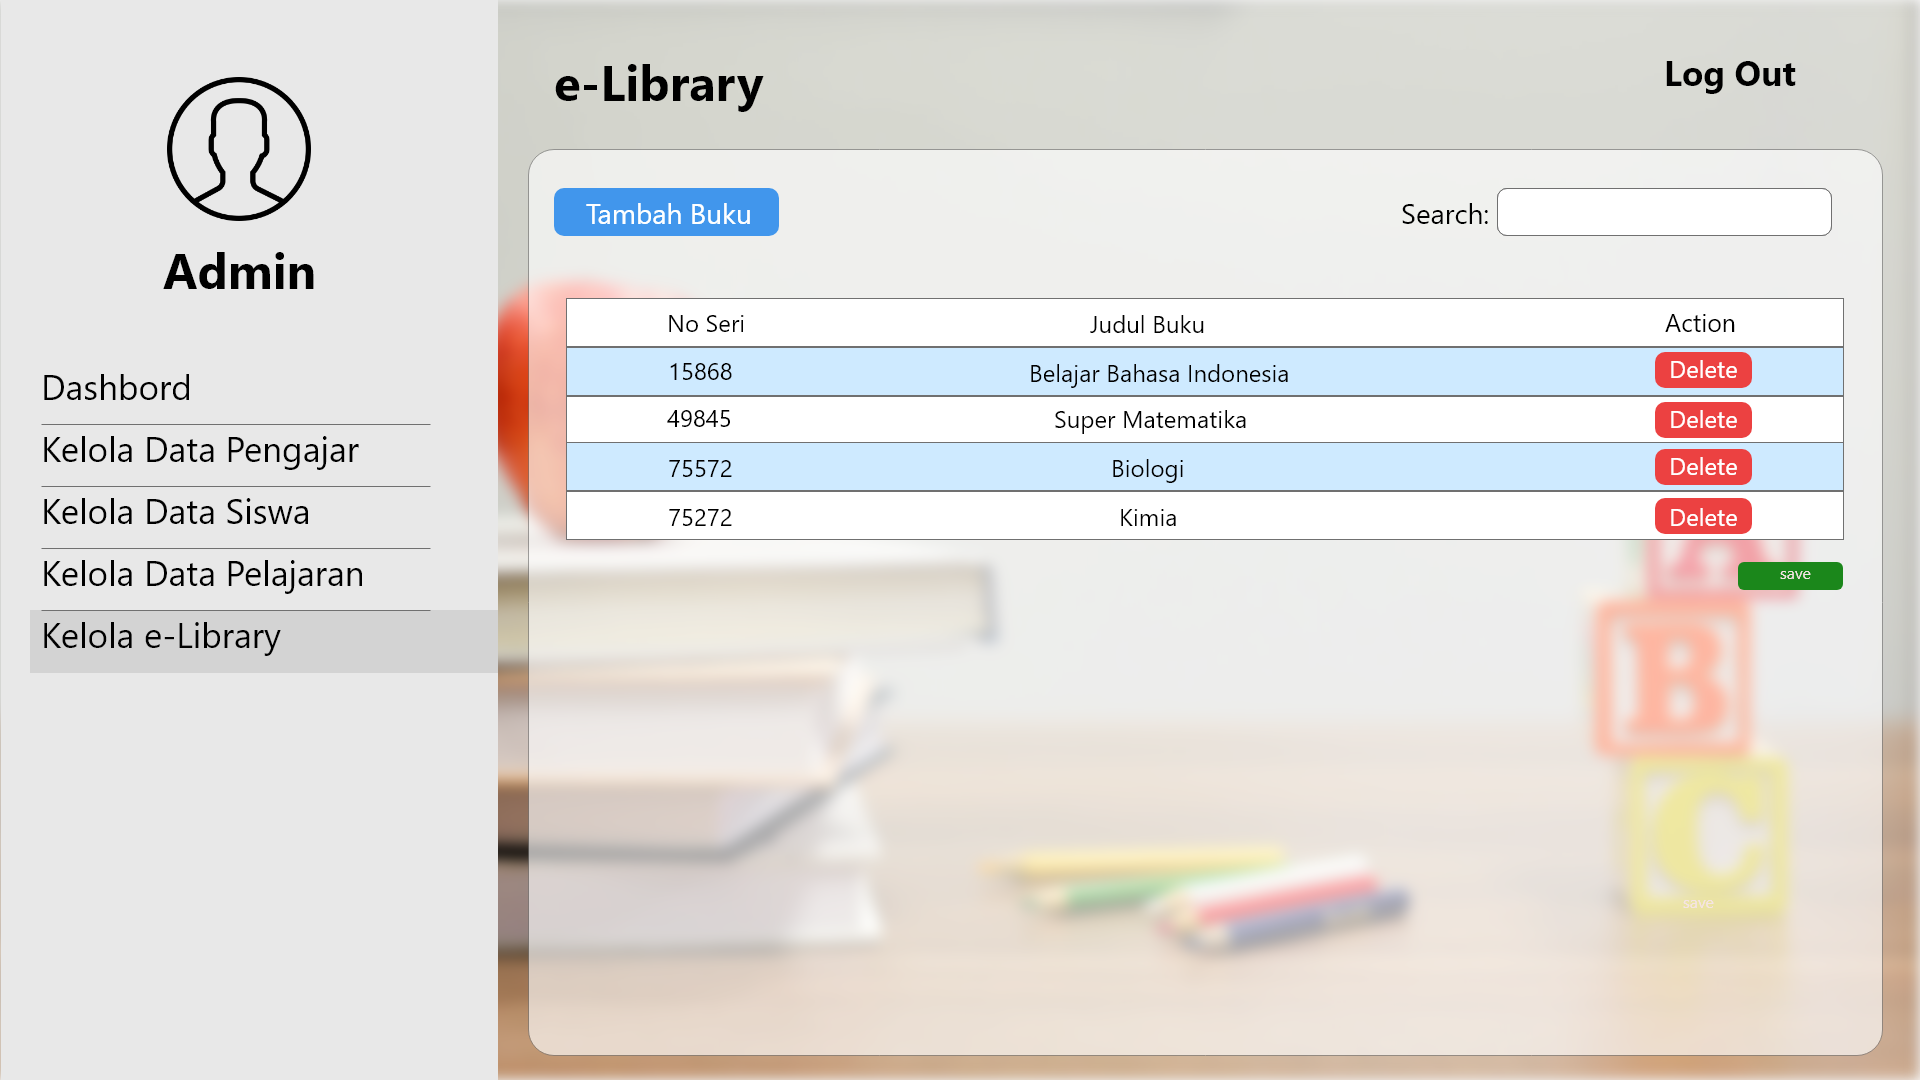 Admin
Dashbord
Kelola Data Pengajar
Kelola Data Siswa
Kelola Data Pelajaran
Kelola e-Library
e-Library
Log Out
Tambah Buku
Search:
No Seri Judul Buku Action
15868 Belajar Bahasa Indonesia Delete
49845 Super Matematika Delete
75572 Biologi Delete
75272 Kimia Delete
save
A
B
C
save